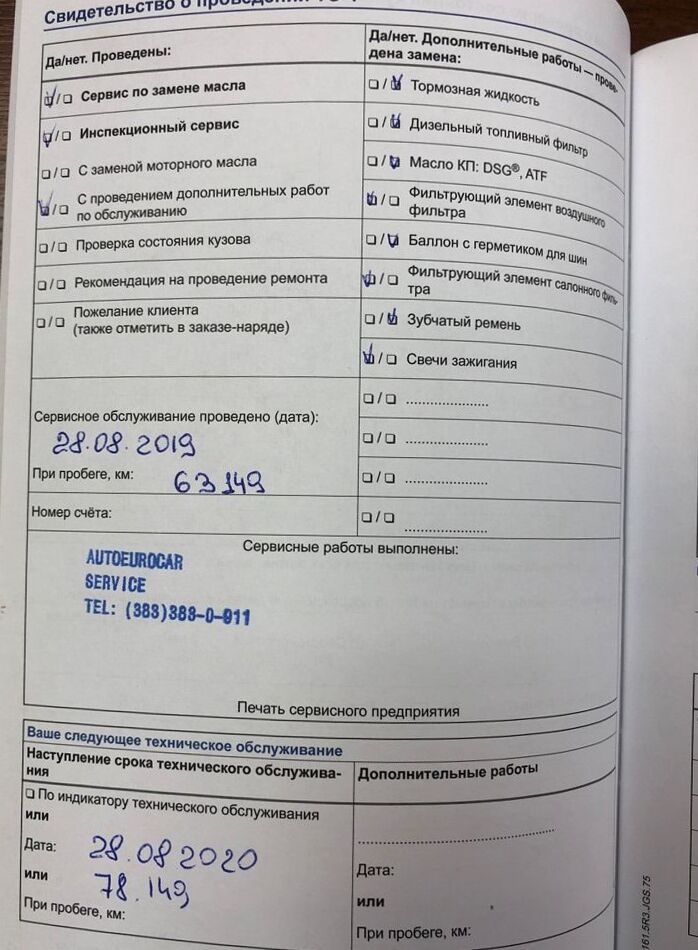 Свидетельство о проведении
Да/нет. Проведены:
☑/☐ Сервис по замене масла
☑/☐ Инспекционный сервис
☐/☐ С заменой моторного масла
☑/☐ С проведением дополнительных работ
по обслуживанию
☐/☐ Проверка состояния кузова
☐/☐ Рекомендация на проведение ремонта
☐/☐ Пожелание клиента
(также отметить в заказе-наряде)
Сервисное обслуживание проведено (дата):
28.08.2019
При пробеге, км: 63149
Номер счёта:
Да/нет. Дополнительные работы — прове-
дена замена:
☐/☑ Тормозная жидкость
☐/☑ Дизельный топливный фильтр
☐/☑ Масло КП: DSG®, ATF
☑/☐ Фильтрующий элемент воздушного
фильтра
☐/☑ Баллон с герметиком для шин
☑/☐ Фильтрующий элемент салонного филь-
тра
☐/☑ Зубчатый ремень
☑/☐ Свечи зажигания
☐/☐ .....................
☐/☐ .....................
☐/☐ .....................
☐/☐ .....................
Сервисные работы выполнены:
AUTOEUROCAR
SERVICE
TEL: (383)383-0-911
Печать сервисного предприятия
Ваше следующее техническое обслуживание
Наступление срока технического обслужива-
ния
☐ По индикатору технического обслуживания
или
Дата: 28.08 2020
или
78.149
При пробеге, км:
Дополнительные работы
..........................................
Дата:
или
При пробеге, км:
161.5R3.JGS.75